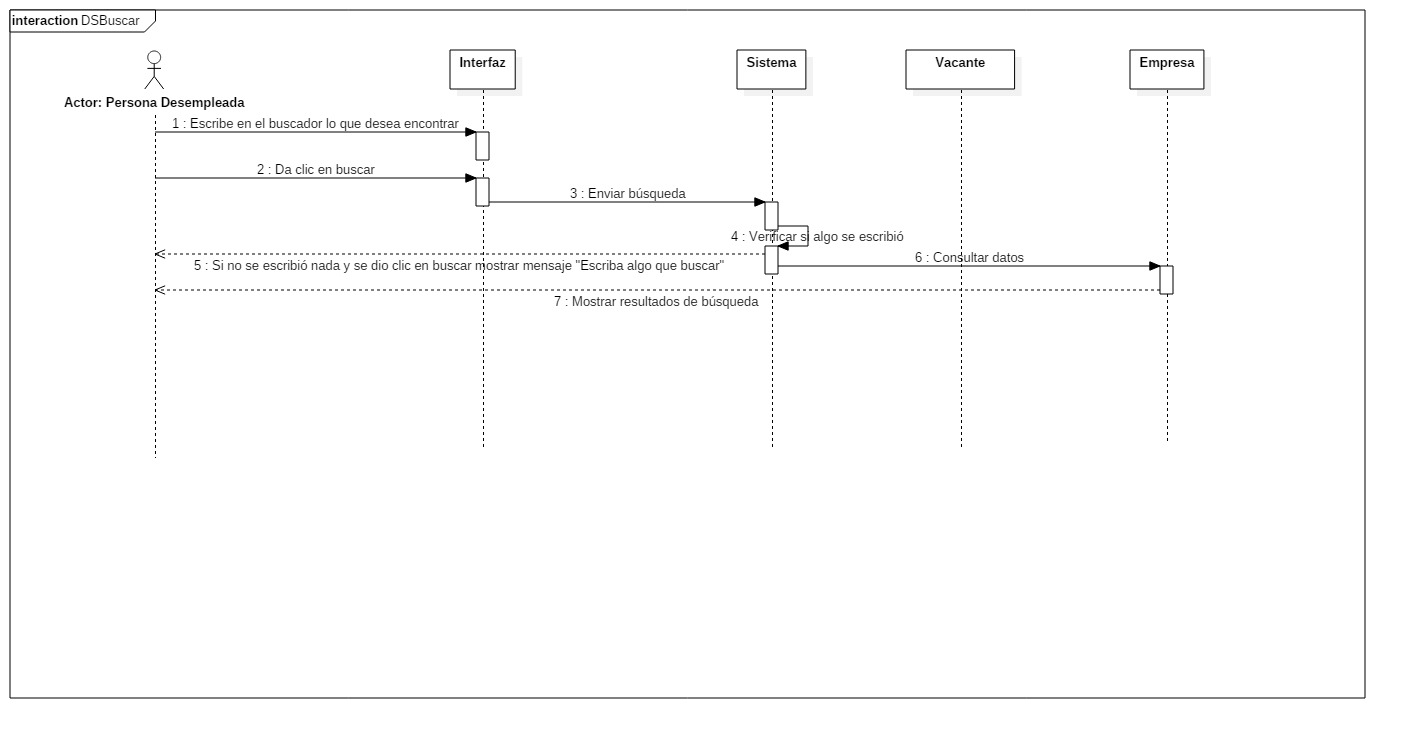 interaction DSBuscar
Interfaz
Sistema
Vacante
Empresa
Actor: Persona Desempleada
1 : Escribe en el buscador lo que desea encontrar
2 : Da clic en buscar
3 : Enviar búsqueda
4 : Verificar si algo se escribió
5 : Si no se escribió nada y se dio clic en buscar mostrar mensaje "Escriba algo que buscar"
6 : Consultar datos
7 : Mostrar resultados de búsqueda